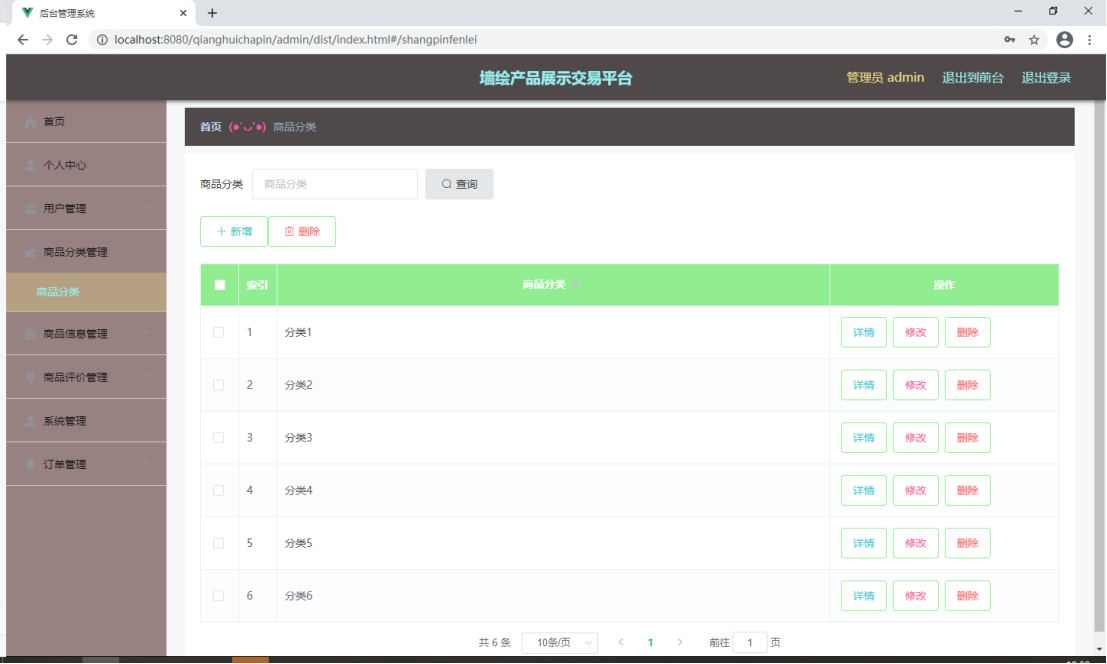 后台管理系统
localhost:8080/qianghuichapin/admin/dist/index.html#/shangpinfenlei
墙绘产品展示交易平台
管理员 admin 退出到前台 退出登录
首页
个人中心
用户管理
商品分类管理
商品分类
商品信息管理
商品评价管理
系统管理
订单管理
首页 (●'◡'●) 商品分类
商品分类 商品分类 查询
新增 删除
索引 商品分类 操作
1 分类1 详情 修改 删除
2 分类2 详情 修改 删除
3 分类3 详情 修改 删除
4 分类4 详情 修改 删除
5 分类5 详情 修改 删除
6 分类6 详情 修改 删除
共 6 条 10条/页 1 前往 1 页